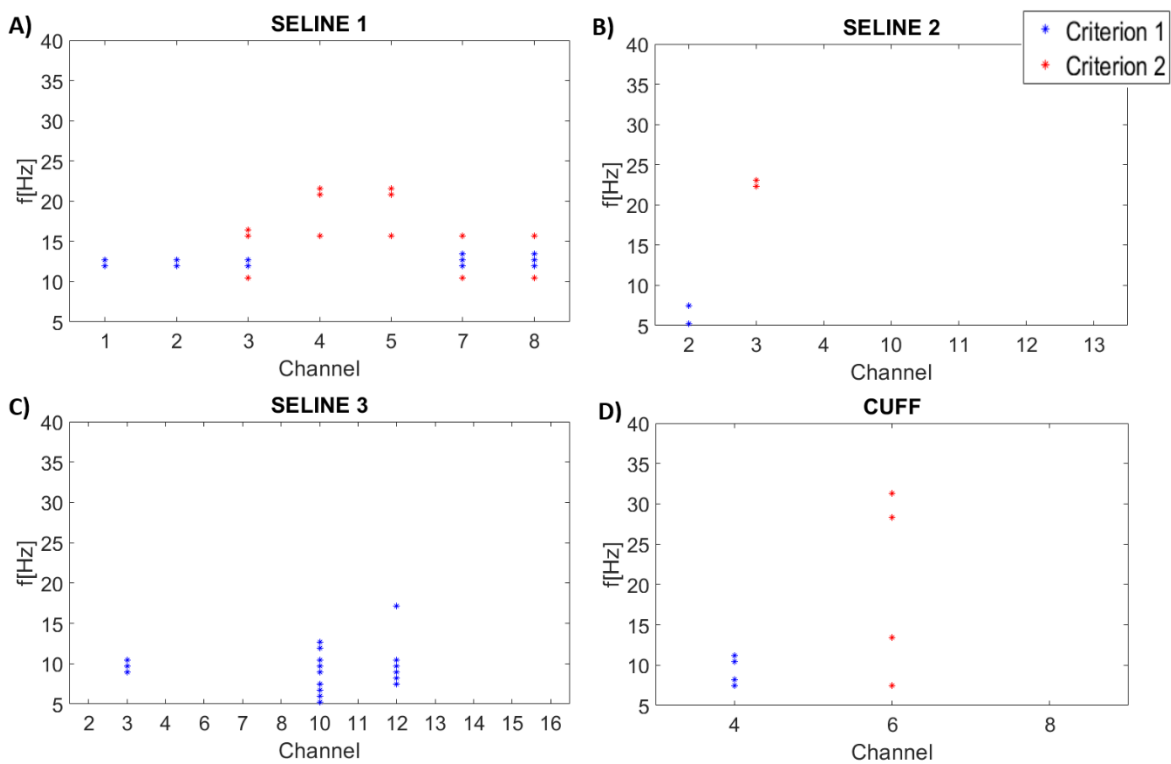 A)
SELINE 1
f[Hz]
40
35
30
25
20
15
10
5
1 2 3 4 5 7 8
Channel
B)
SELINE 2
Criterion 1
Criterion 2
f[Hz]
40
35
30
25
20
15
10
5
2 3 4 10 11 12 13
Channel
C)
SELINE 3
f[Hz]
40
35
30
25
20
15
10
5
2 3 4 6 7 8 10 11 12 13 14 15 16
Channel
D)
CUFF
f[Hz]
40
35
30
25
20
15
10
5
4 6 8
Channel